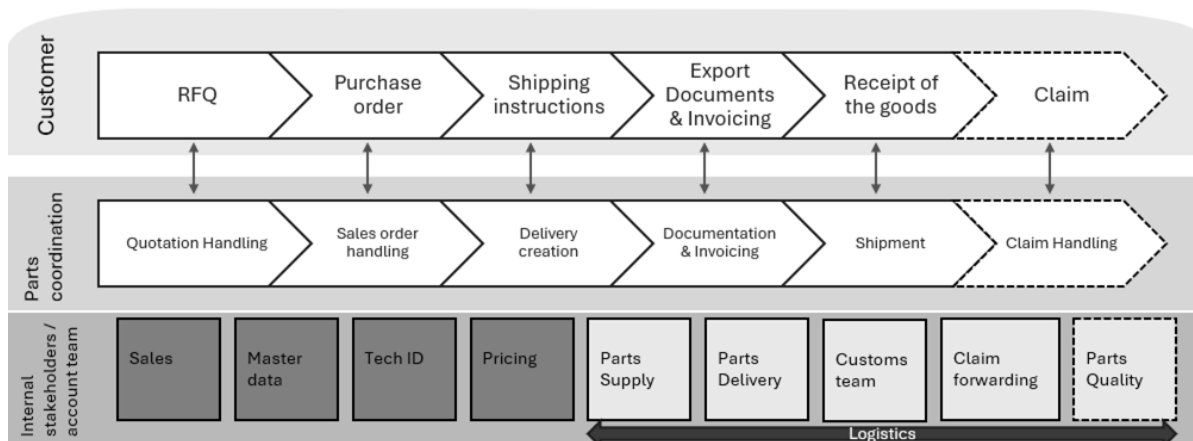 Customer
RFQ
Purchase
order
Shipping
instructions
Export
Documents
& Invoicing
Receipt of
the goods
Claim
Parts
coordination
Quotation Handling
Sales order
handling
Delivery
creation
Documentation
& Invoicing
Shipment
Claim Handling
Internal
stakeholders /
account team
Sales
Master
data
Tech ID
Pricing
Parts
Supply
Parts
Delivery
Customs
team
Claim
forwarding
Parts
Quality
Logistics